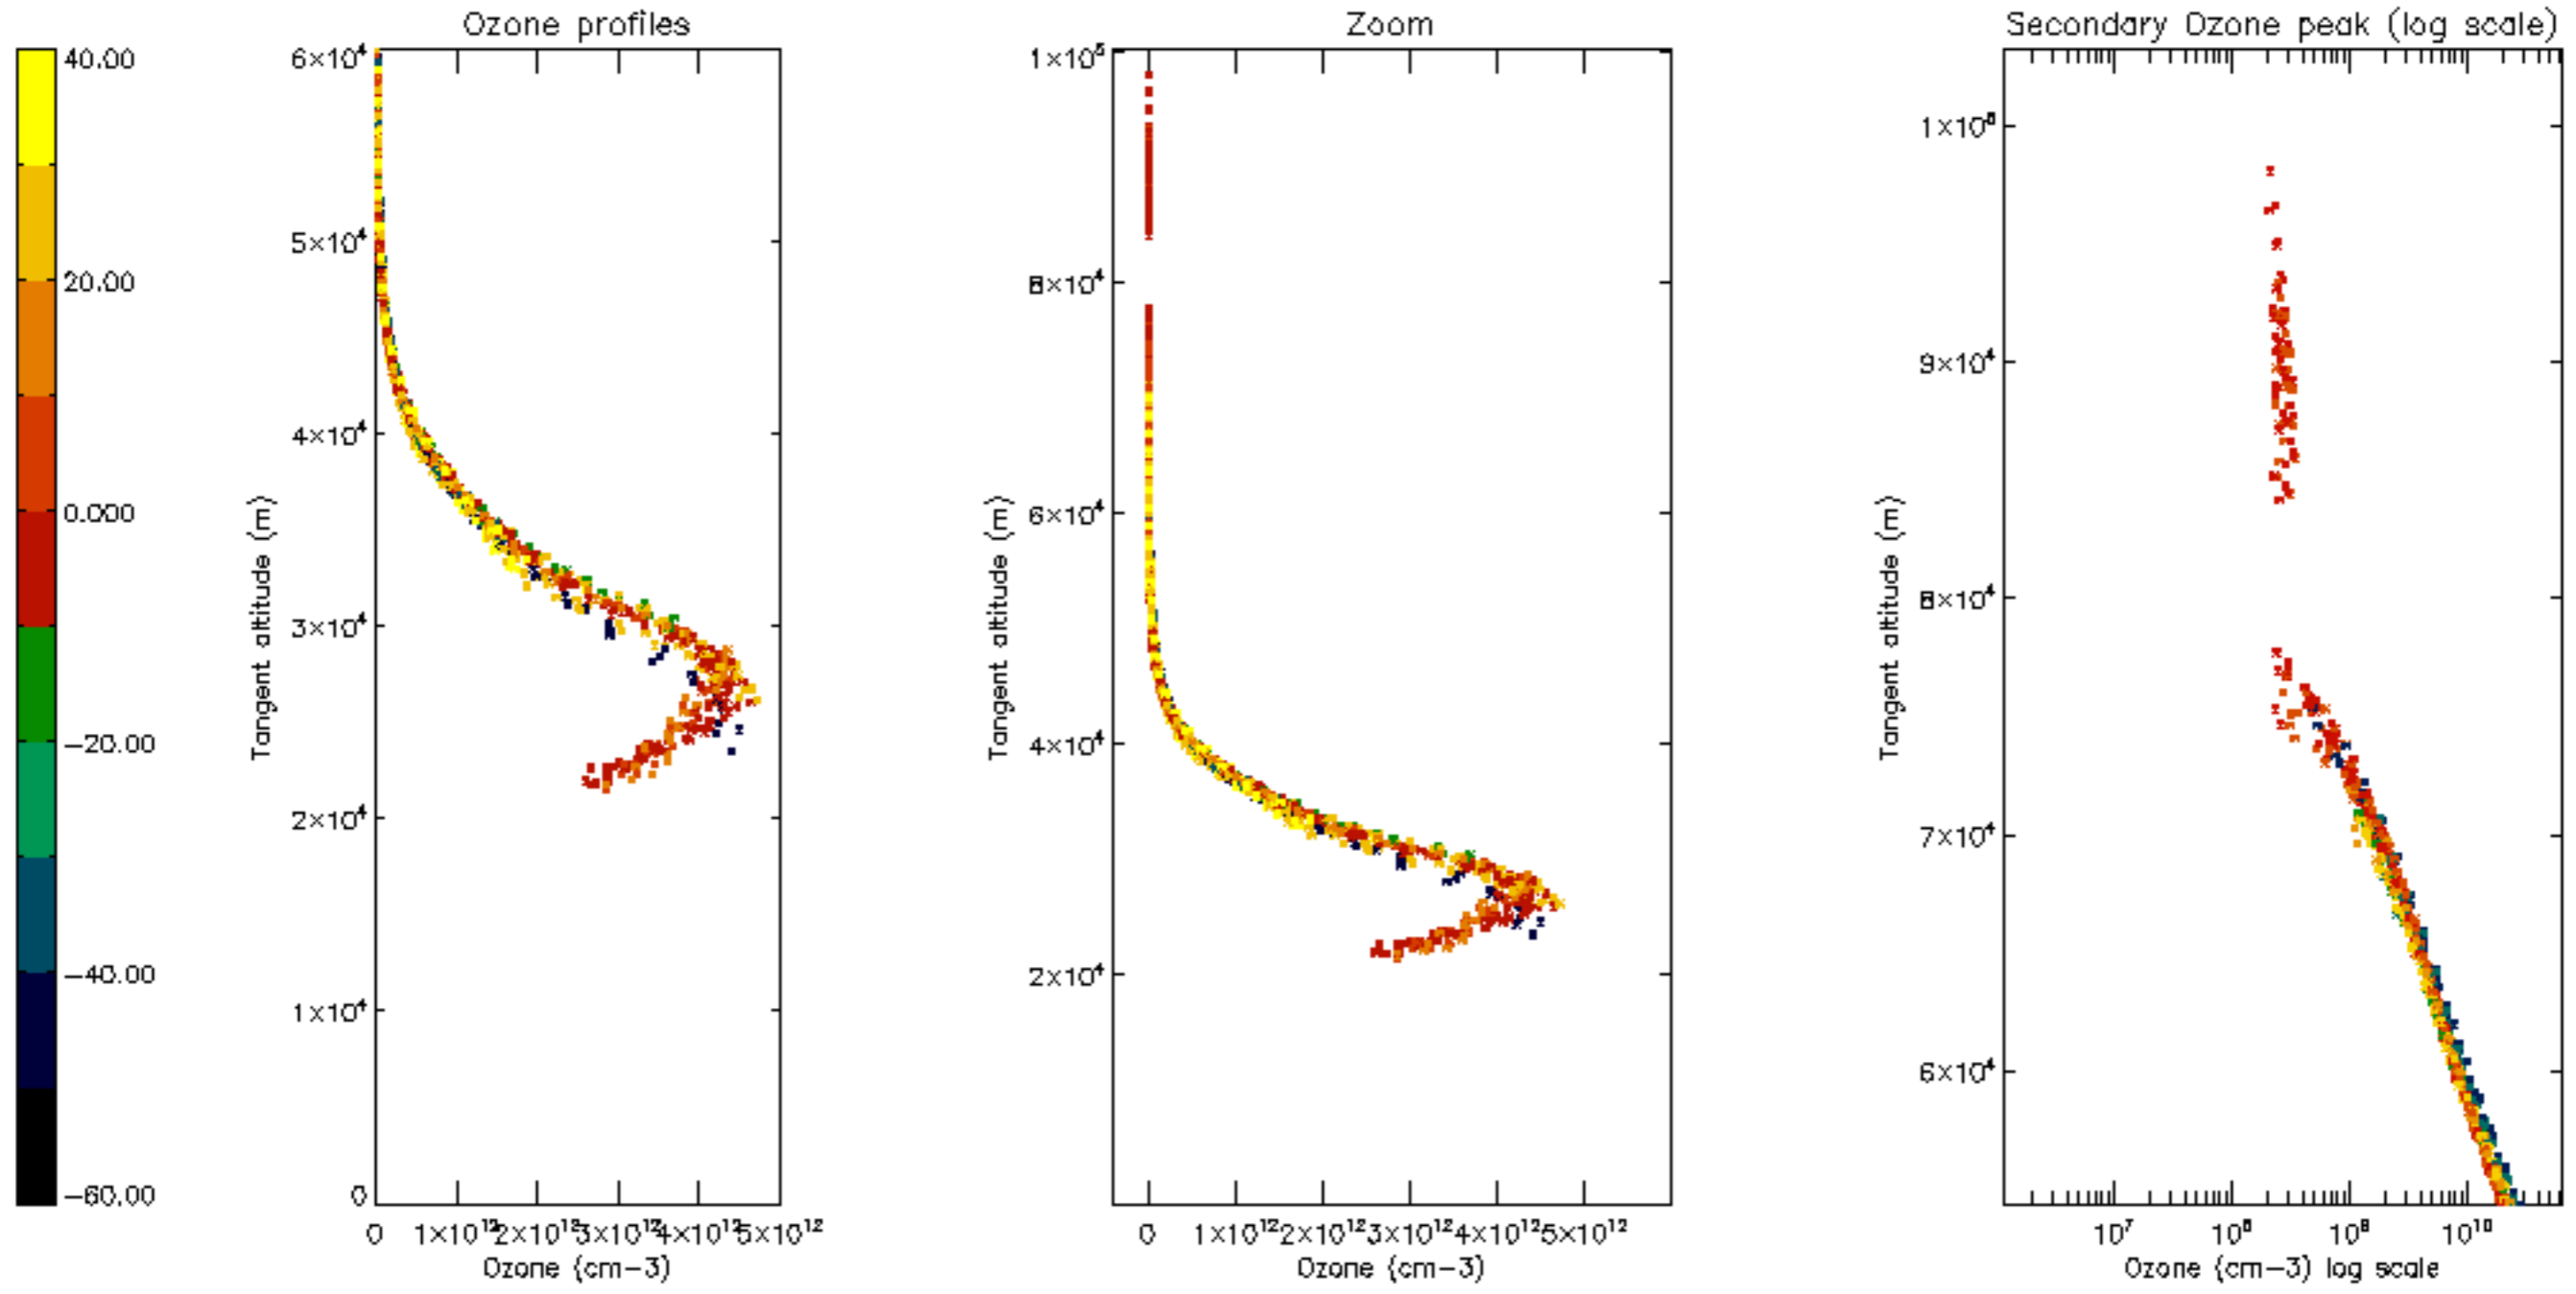 Ozone profiles
Zoom
Secondary Ozone peak (log scale)
40.00
20.00
0.000
−20.00
−40.00
−60.00
6×10⁴
5×10⁴
4×10⁴
3×10⁴
2×10⁴
1×10⁴
0
Tangent altitude (m)
0 1×10¹² 2×10¹² 3×10¹² 4×10¹² 5×10¹²
Ozone (cm−3)
1×10⁵
8×10⁴
6×10⁴
4×10⁴
2×10⁴
Tangent altitude (m)
0 1×10¹² 2×10¹² 3×10¹² 4×10¹² 5×10¹²
Ozone (cm−3)
1×10⁵
9×10⁴
8×10⁴
7×10⁴
6×10⁴
Tangent altitude (m)
10⁷ 10⁸ 10⁹ 10¹⁰
Ozone (cm−3) log scale